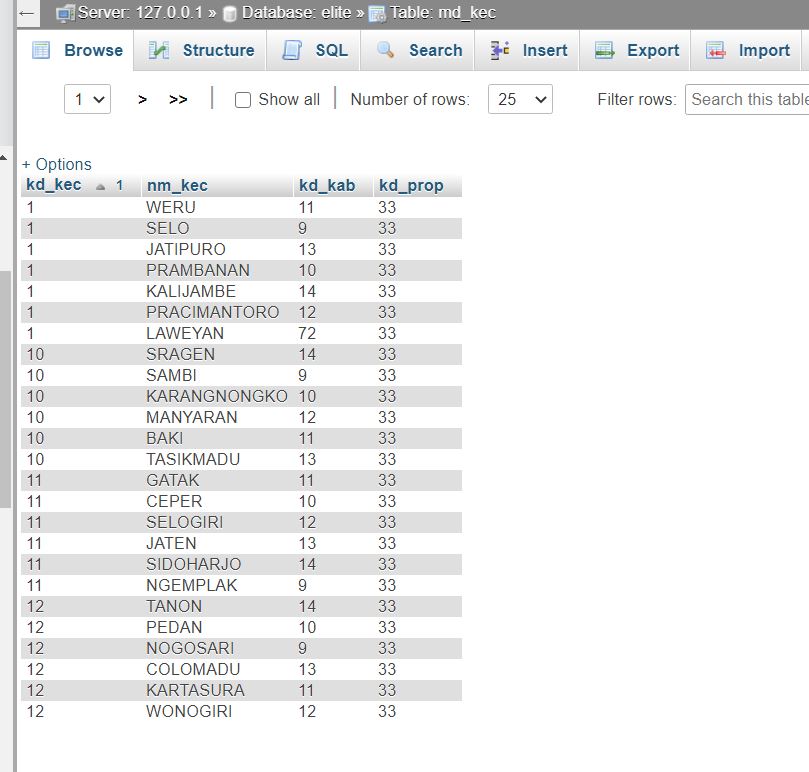 ← Server: 127.0.0.1 » Database: elite » Table: md_kec
Browse Structure SQL Search Insert Export Import
1 > >> | Show all | Number of rows: 25 Filter rows: Search this table
+ Options
kd_kec 1 nm_kec kd_kab kd_prop
1 WERU 11 33
1 SELO 9 33
1 JATIPURO 13 33
1 PRAMBANAN 10 33
1 KALIJAMBE 14 33
1 PRACIMANTORO 12 33
1 LAWEYAN 72 33
10 SRAGEN 14 33
10 SAMBI 9 33
10 KARANGNONGKO 10 33
10 MANYARAN 12 33
10 BAKI 11 33
10 TASIKMADU 13 33
11 GATAK 11 33
11 CEPER 10 33
11 SELOGIRI 12 33
11 JATEN 13 33
11 SIDOHARJO 14 33
11 NGEMPLAK 9 33
12 TANON 14 33
12 PEDAN 10 33
12 NOGOSARI 9 33
12 COLOMADU 13 33
12 KARTASURA 11 33
12 WONOGIRI 12 33